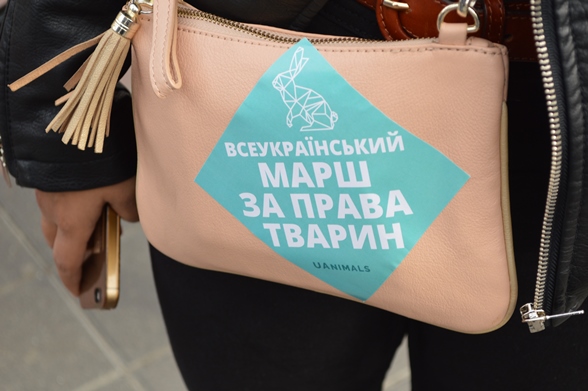 ВСЕУКРАЇНСЬКИЙ
МАРШ
ЗА ПРАВА
ТВАРИН
UANIMALS